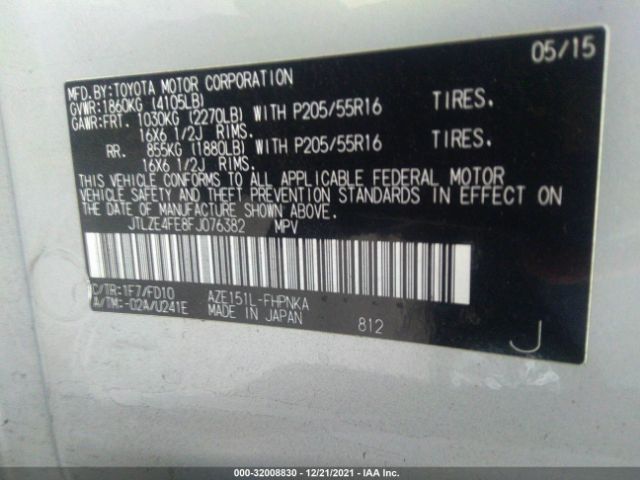 05/15
MFD.BY:TOYOTA MOTOR CORPORATION
GVWR:1860KG (4105LB)
GAWR:FRT. 1030KG (2270LB) WITH P205/55R16 TIRES.
16X6 1/2J RIMS.
RR. 855KG (1880LB) WITH P205/55R16 TIRES.
16X6 1/2J RIMS.
THIS VEHICLE CONFORMS TO ALL APPLICABLE FEDERAL MOTOR
VEHICLE SAFETY AND THEFT PREVENTION STANDARDS IN EFFECT ON
THE DATE OF MANUFACTURE SHOWN ABOVE.
JTLZE4FE8FJ076382 MPV
C/TR:1F7/FD10 AZE151L-FHPNKA
A/TM:-02A/U241E MADE IN JAPAN 812
J
000-32008830 - 12/21/2021 - IAA Inc.